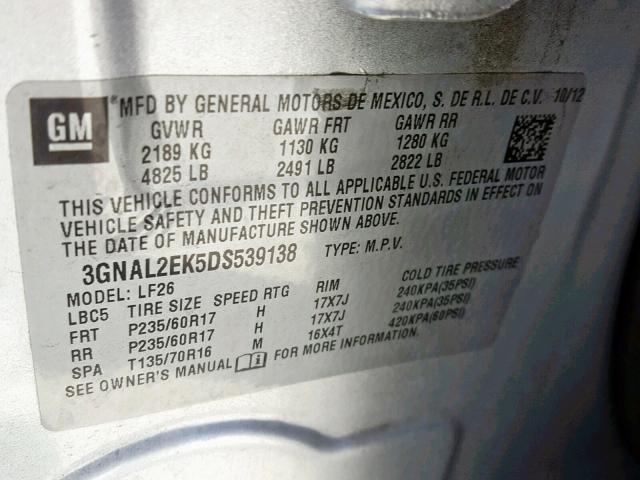 GM
MFD BY GENERAL MOTORS DE MEXICO, S. DE R.L. DE C.V. 10/12
GVWR GAWR FRT GAWR RR
2189 KG 1130 KG 1280 KG
4825 LB 2491 LB 2822 LB
THIS VEHICLE CONFORMS TO ALL APPLICABLE U.S. FEDERAL MOTOR
VEHICLE SAFETY AND THEFT PREVENTION STANDARDS IN EFFECT ON
THE DATE OF MANUFACTURE SHOWN ABOVE.
3GNAL2EK5DS539138 TYPE: M.P.V.
MODEL: LF26
LBC5 TIRE SIZE SPEED RTG RIM COLD TIRE PRESSURE
FRT P235/60R17 H 17X7J 240KPA(35PSI)
RR P235/60R17 H 17X7J 240KPA(35PSI)
SPA T135/70R16 M 16X4T 420KPA(60PSI)
SEE OWNER'S MANUAL FOR MORE INFORMATION.